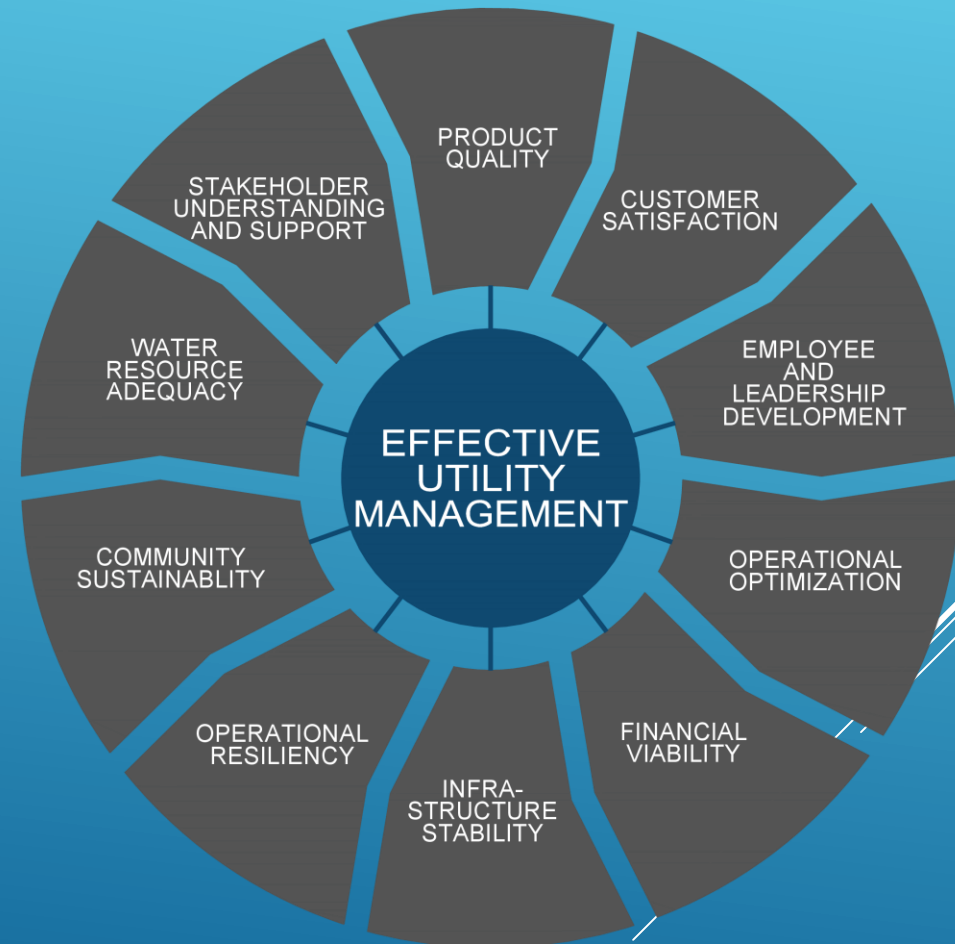 PRODUCT
QUALITY
CUSTOMER
SATISFACTION
EMPLOYEE
AND
LEADERSHIP
DEVELOPMENT
OPERATIONAL
OPTIMIZATION
FINANCIAL
VIABILITY
INFRA-
STRUCTURE
STABILITY
OPERATIONAL
RESILIENCY
COMMUNITY
SUSTAINABLITY
WATER
RESOURCE
ADEQUACY
STAKEHOLDER
UNDERSTANDING
AND SUPPORT
EFFECTIVE
UTILITY
MANAGEMENT